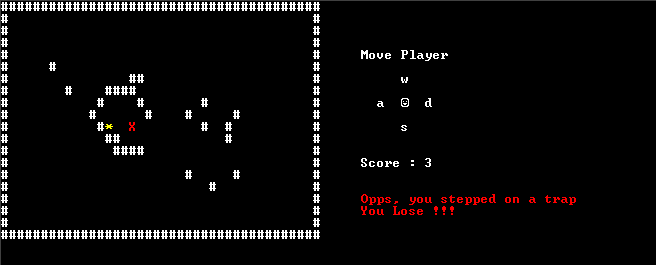 Move Player
w
a ☺ d
s
Score : 3
X
Opps, you stepped on a trap
You Lose !!!